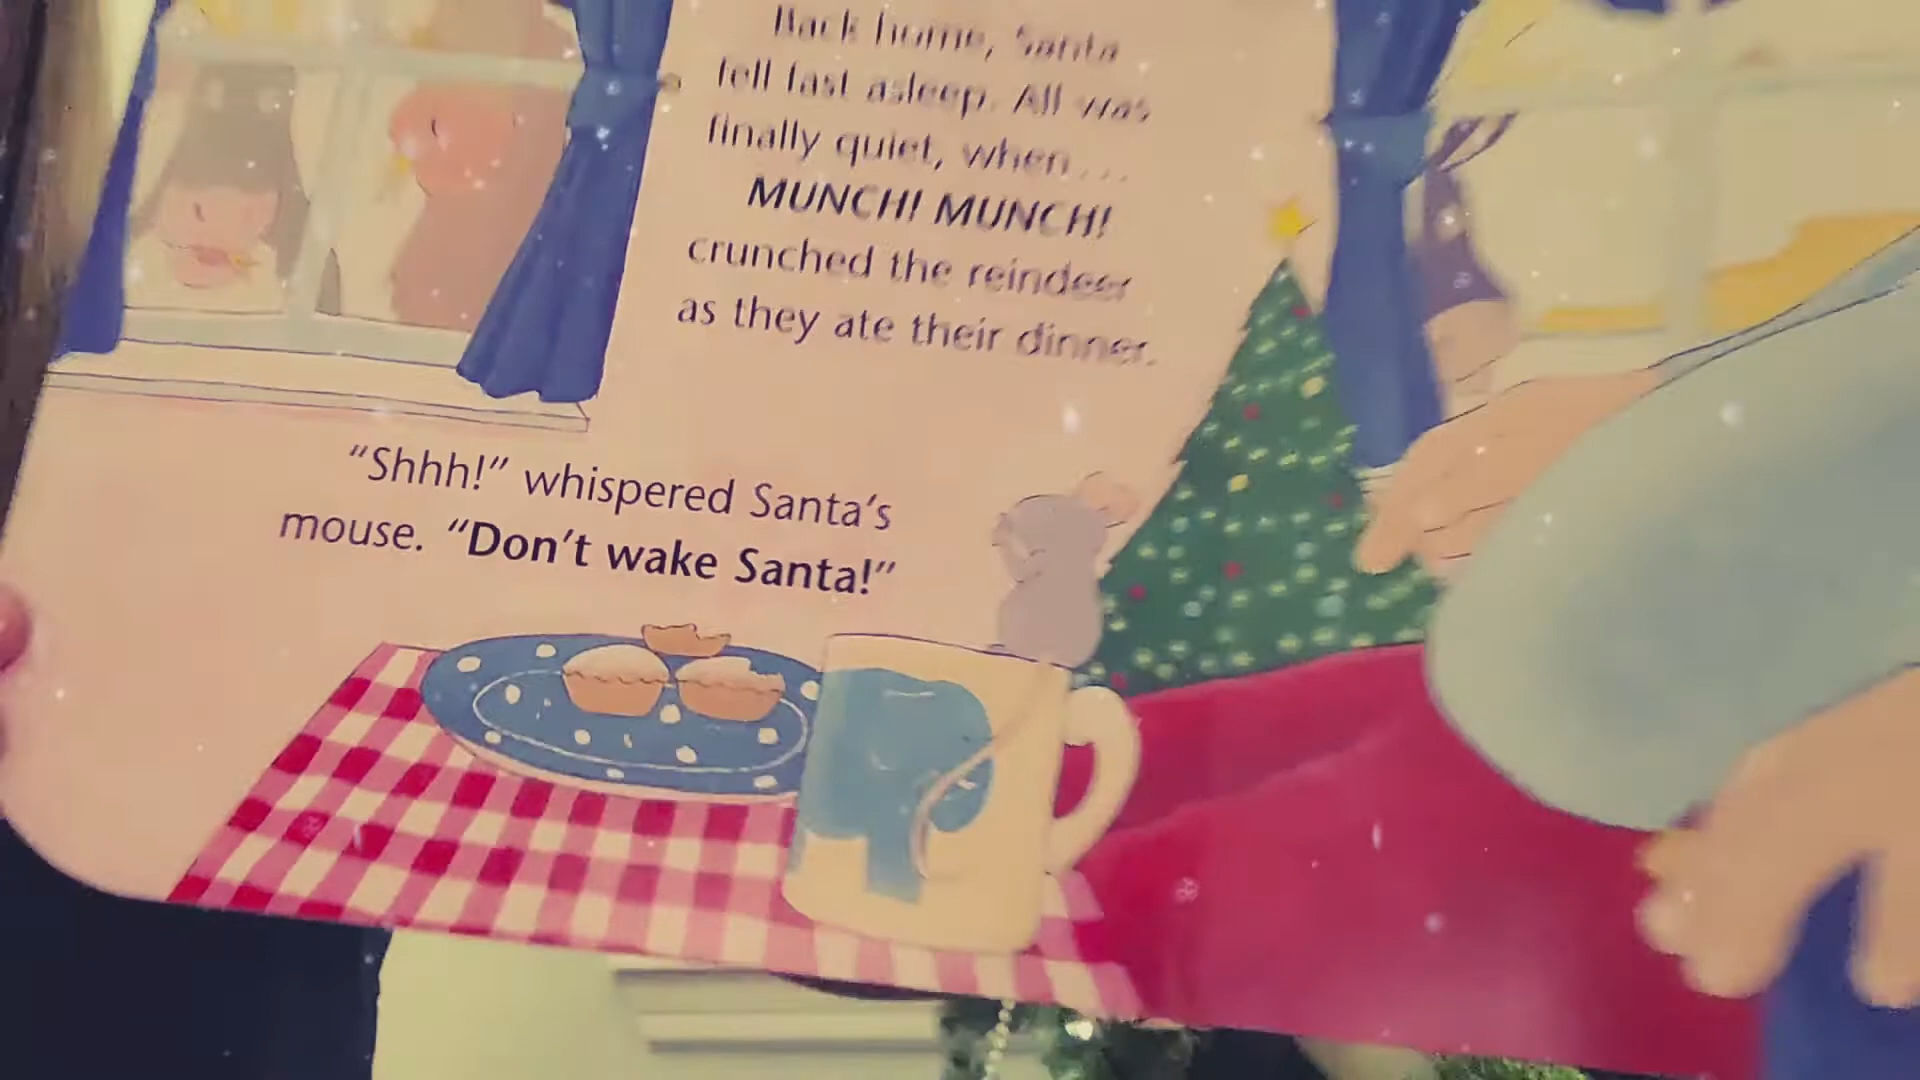 Back home, Santa
fell fast asleep. All was
finally quiet, when...
MUNCH! MUNCH!
crunched the reindeer
as they ate their dinner.
“Shhh!” whispered Santa’s
mouse. “Don’t wake Santa!”